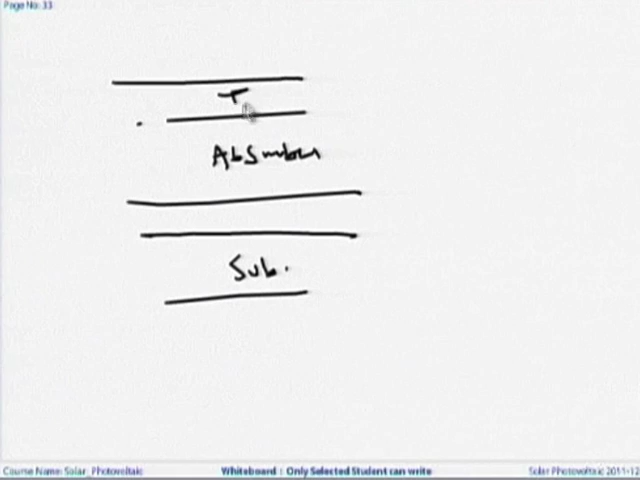 Page No: 33
T
Absorber
Sub.
Course Name: Solar_Photovoltaic Whiteboard : Only Selected Student can write Solar Photovoltaic 2011-12